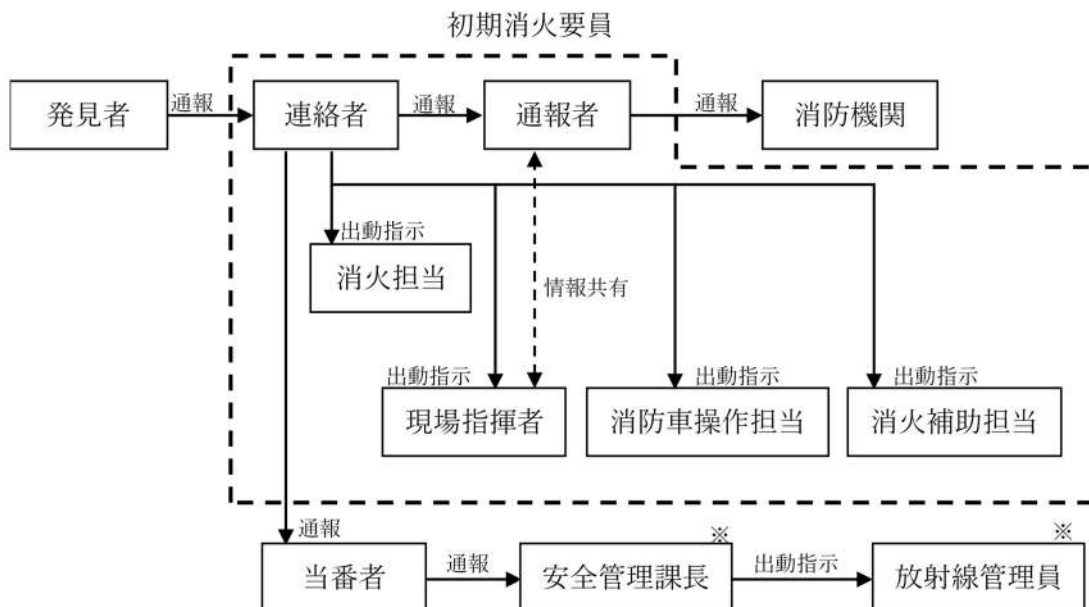 初期消火要員
発見者
通報
連絡者
通報
通報者
通報
消防機関
出動指示
消火担当
情報共有
出動指示
現場指揮者
出動指示
消防車操作担当
出動指示
消火補助担当
通報
当番者
通報
※
安全管理課長
出動指示
※
放射線管理員